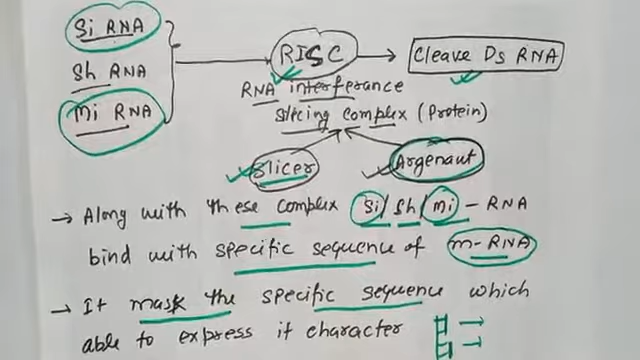 Si RNA
Sh RNA
Mi RNA
RISC
Cleave Ds RNA
RNA interferance
Slicing Complex (Protein)
Slicer
Argenaut
→ Along with these complex Si/Sh/Mi - RNA
bind with specific sequence of m-RNA
→ It mask the specific sequence which
able to express it character